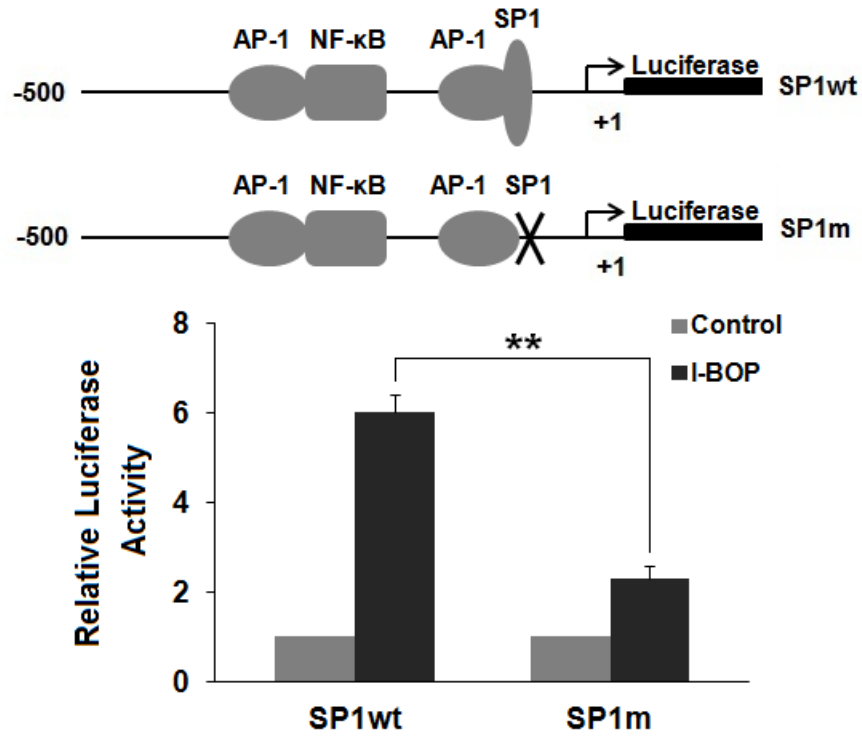 SP1
AP-1 NF-κB AP-1
-500 Luciferase SP1wt
+1
AP-1 NF-κB AP-1 SP1
-500 Luciferase SP1m
+1
8
6
4
2
0
Relative Luciferase
Activity
Control
I-BOP
**
SP1wt SP1m